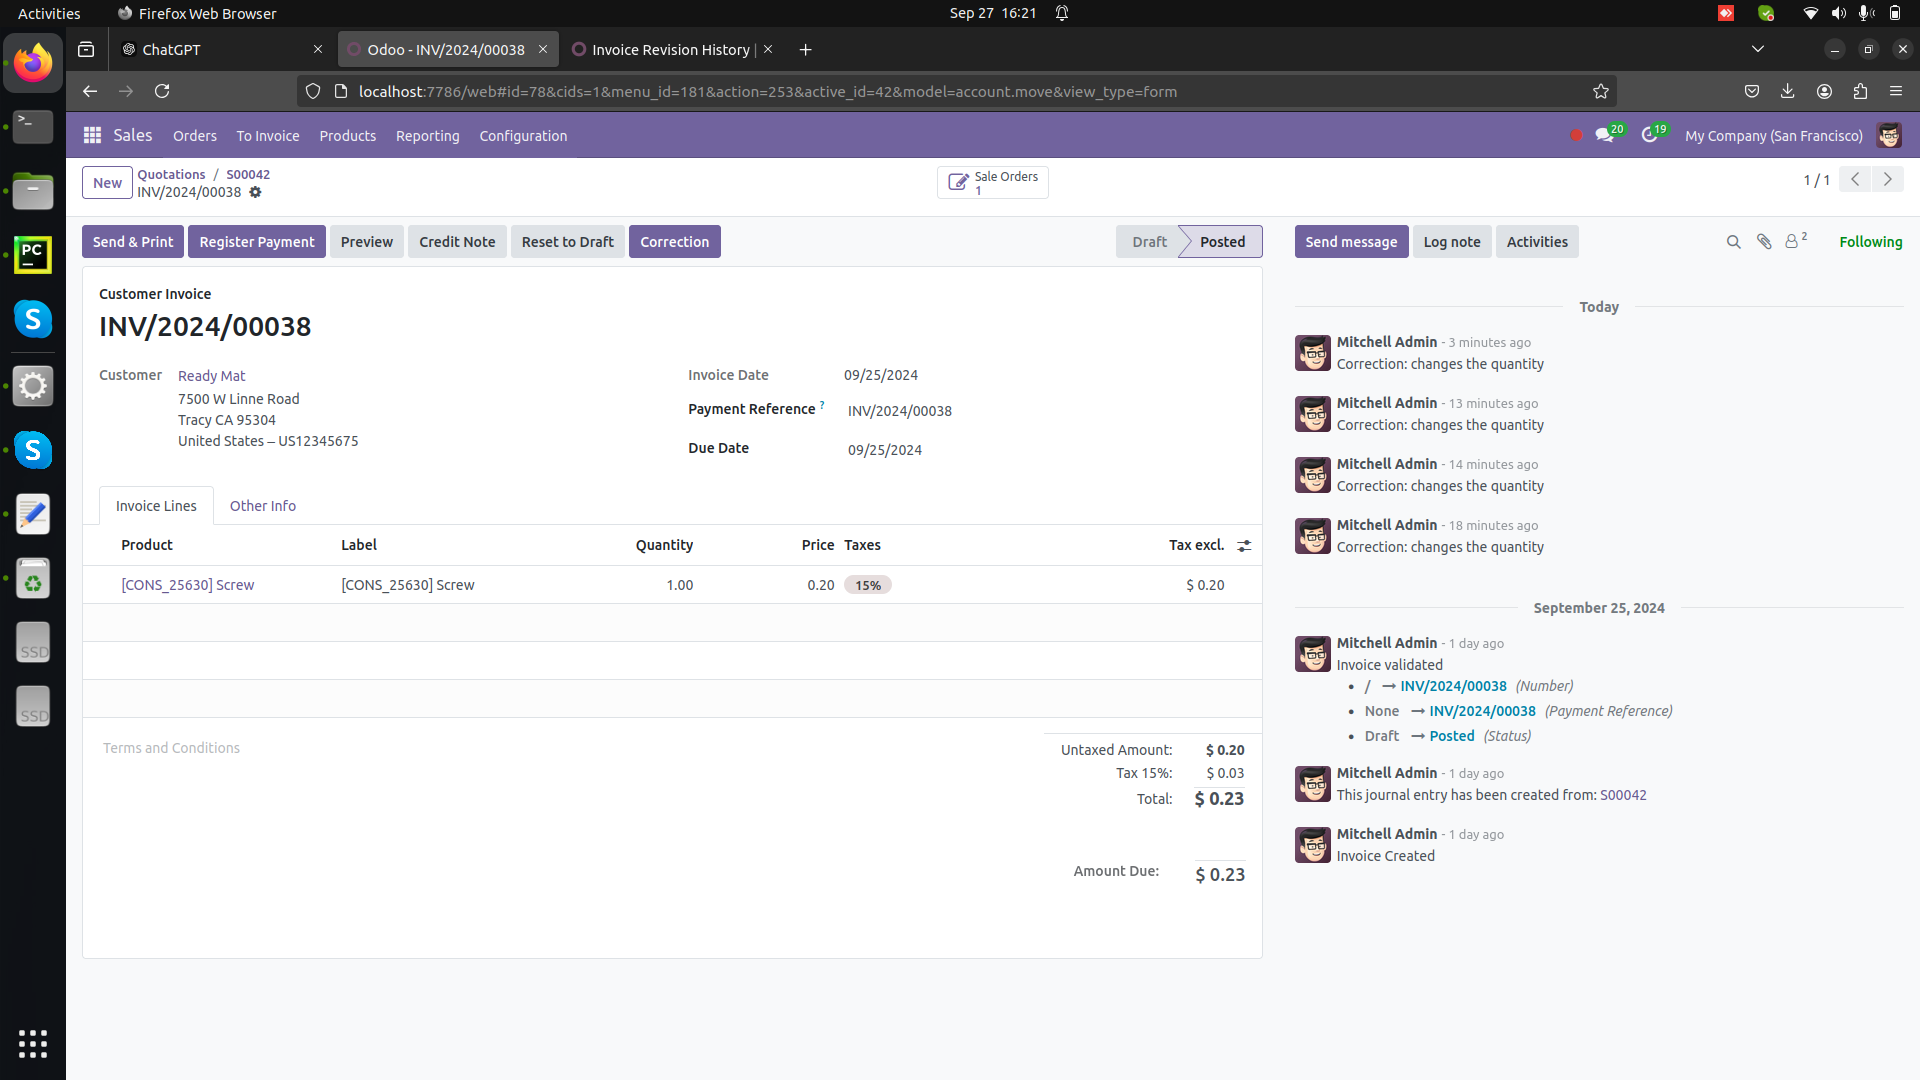 Activities
Firefox Web Browser
Sep 27 16:21
ChatGPT
Odoo - INV/2024/00038
Invoice Revision History |
localhost:7786/web#id=78&cids=1&menu_id=181&action=253&active_id=42&model=account.move&view_type=form
Sales Orders To Invoice Products Reporting Configuration
20 19 My Company (San Francisco)
New
Quotations / S00042
INV/2024/00038
Sale Orders
1
1 / 1
Send & Print Register Payment Preview Credit Note Reset to Draft Correction
Draft Posted
Send message Log note Activities
2
Following
Customer Invoice
INV/2024/00038
Customer Ready Mat
7500 W Linne Road
Tracy CA 95304
United States – US12345675
Invoice Date 09/25/2024
Payment Reference ? INV/2024/00038
Due Date 09/25/2024
Invoice Lines Other Info
Product Label Quantity Price Taxes Tax excl.
[CONS_25630] Screw [CONS_25630] Screw 1.00 0.20 15% $ 0.20
Terms and Conditions
Untaxed Amount: $ 0.20
Tax 15%: $ 0.03
Total: $ 0.23
Amount Due: $ 0.23
Today
Mitchell Admin - 3 minutes ago
Correction: changes the quantity
Mitchell Admin - 13 minutes ago
Correction: changes the quantity
Mitchell Admin - 14 minutes ago
Correction: changes the quantity
Mitchell Admin - 18 minutes ago
Correction: changes the quantity
September 25, 2024
Mitchell Admin - 1 day ago
Invoice validated
• / → INV/2024/00038 (Number)
• None → INV/2024/00038 (Payment Reference)
• Draft → Posted (Status)
Mitchell Admin - 1 day ago
This journal entry has been created from: S00042
Mitchell Admin - 1 day ago
Invoice Created
>_
PC
S
S
SSD
SSD